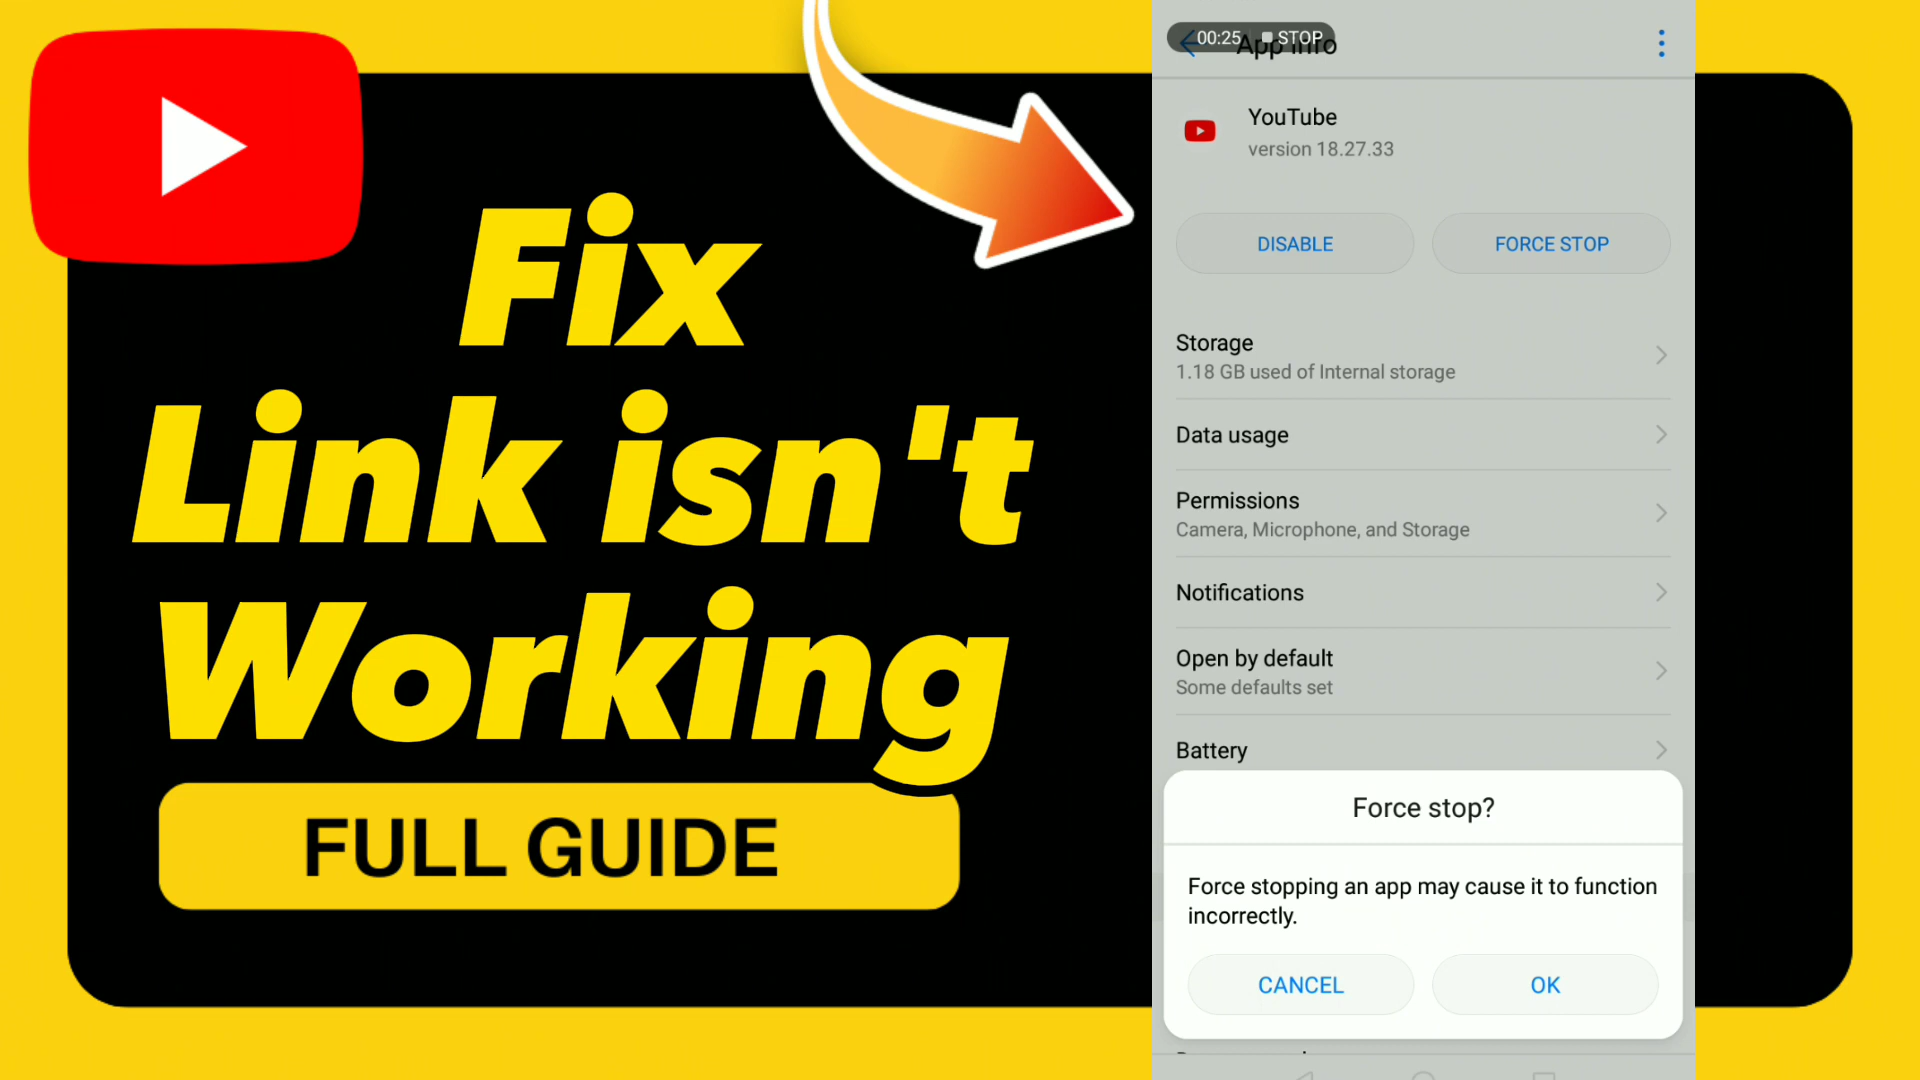 Fix
Link isn't
Working
FULL GUIDE
00:25 STOP
App info
YouTube
version 18.27.33
DISABLE
FORCE STOP
Storage
1.18 GB used of Internal storage
Data usage
Permissions
Camera, Microphone, and Storage
Notifications
Open by default
Some defaults set
Battery
Force stop?
Force stopping an app may cause it to function
incorrectly.
CANCEL
OK